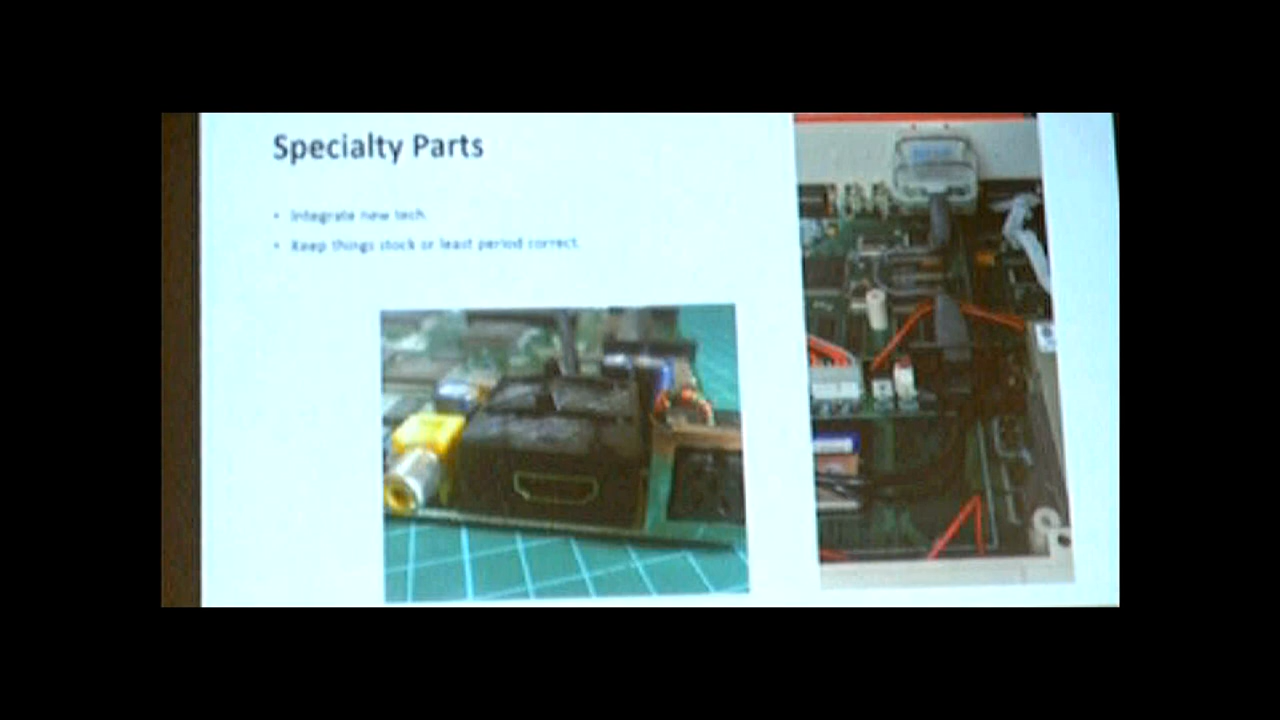 Specialty Parts
• Integrate new tech.
• Keep things stock or least period correct.